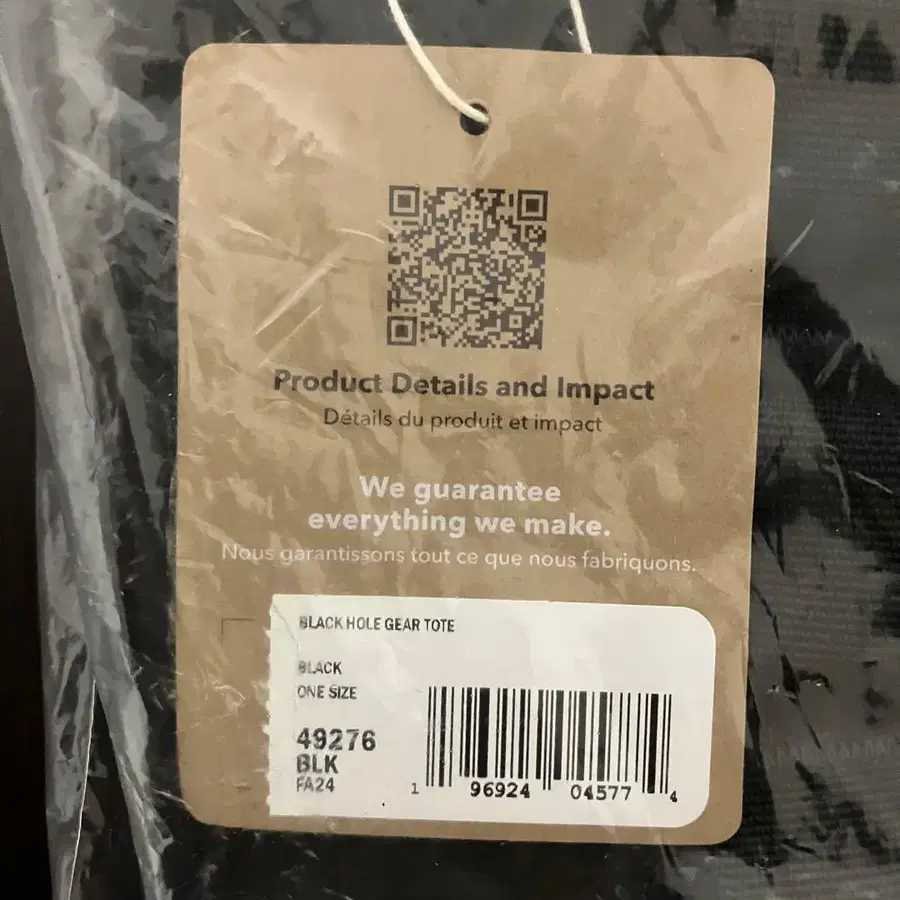 Product Details and Impact
Détails du produit et impact
We guarantee
everything we make.
Nous garantissons tout ce que nous fabriquons.
BLACK HOLE GEAR TOTE
BLACK
ONE SIZE
49276
BLK
FA24
1 96924 04577 4